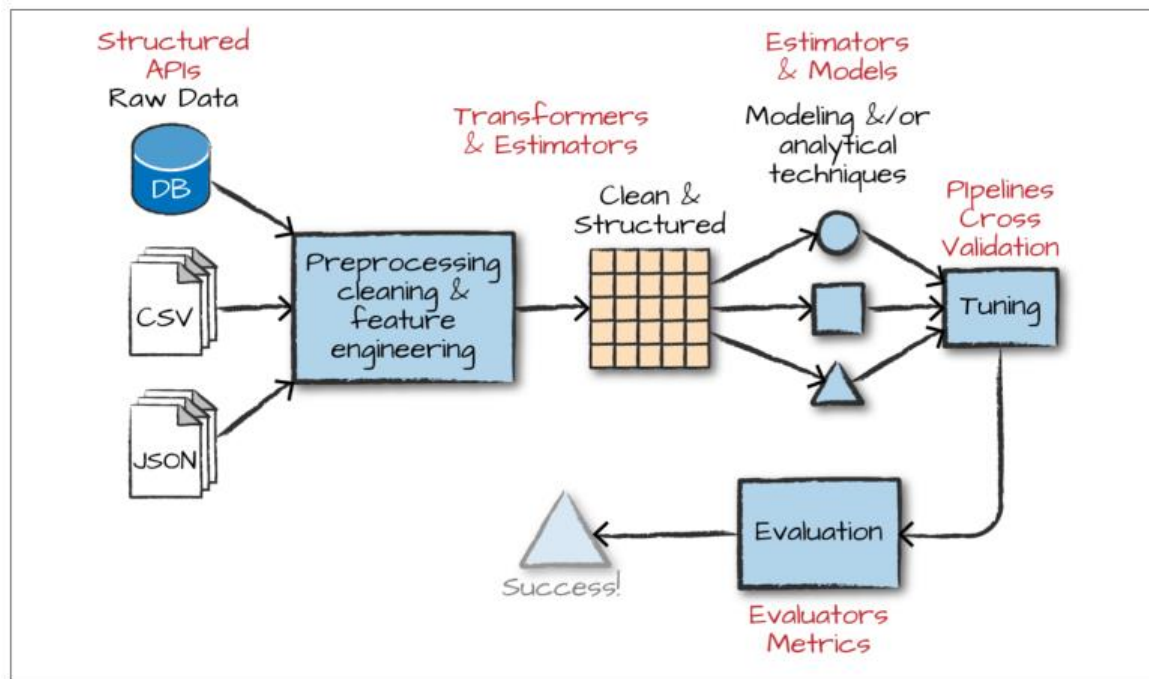 Structured
APIs
Raw Data
DB
CSV
JSON
Preprocessing
cleaning &
feature
engineering
Transformers
& Estimators
Clean &
Structured
Estimators
& Models
Modeling &/or
analytical
techniques
Pipelines
Cross
Validation
Tuning
Evaluation
Evaluators
Metrics
Success!